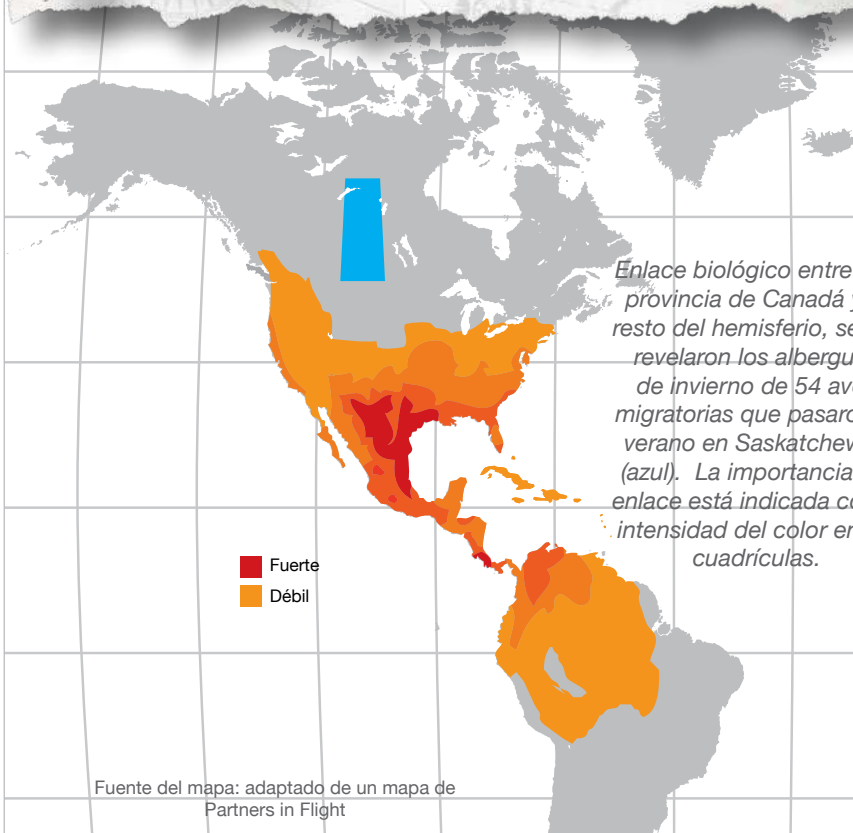 Enlace biológico entre
provincia de Canadá
resto del hemisferio,
revelaron los
de invierno de 54
migratorias que
verano en
(azul). La importancia
enlace está indicada
intensidad del color
cuadrículas.
Fuerte
Débil
Fuente del mapa: adaptado de un mapa de
Partners in Flight